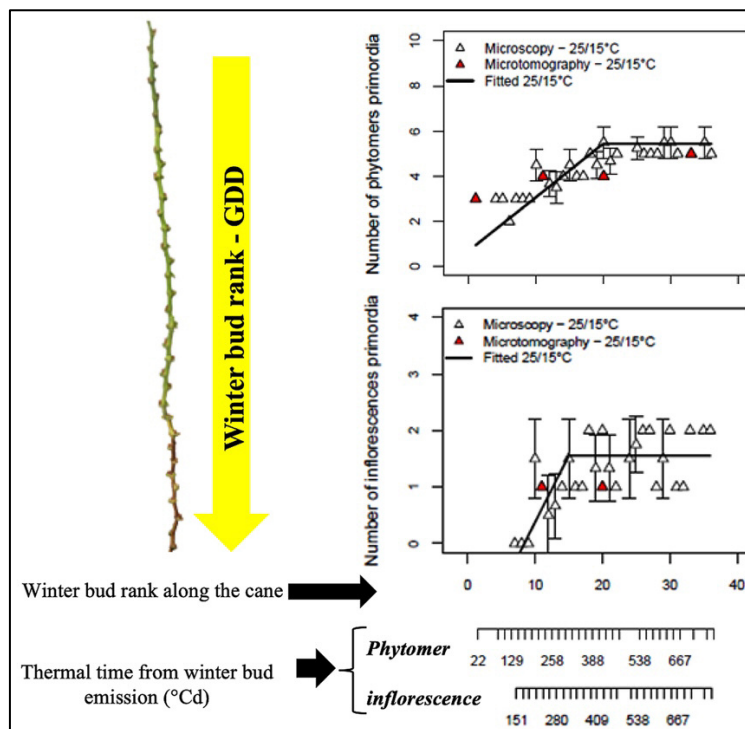 Winter bud rank - GDD
Number of phytomers primordia
10
8
6
4
2
0
Microscopy – 25/15°C
Microtomography – 25/15°C
Fitted 25/15°C
Number of inflorescences primordia
4
3
2
1
0
Microscopy – 25/15°C
Microtomography – 25/15°C
Fitted 25/15°C
0 10 20 30 40
Winter bud rank along the cane
Thermal time from winter bud
emission (°Cd)
Phytomer
22 129 258 388 538 667
inflorescence
151 280 409 538 667